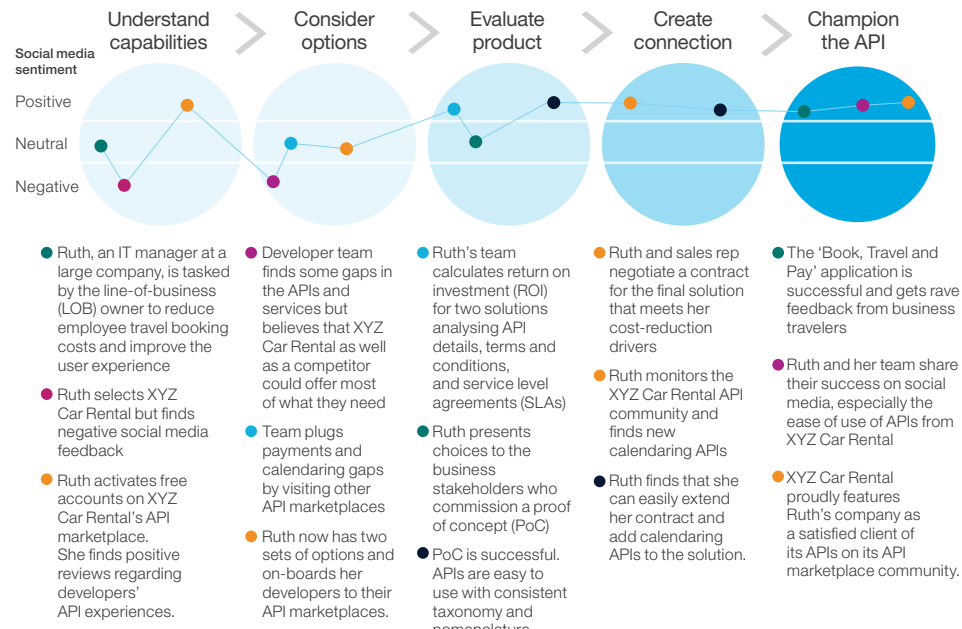 Understand
capabilities
Consider
options
Evaluate
product
Create
connection
Champion
the API
Social media
sentiment
Positive
Neutral
Negative
Ruth, an IT manager at a
large company, is tasked
by the line-of-business
(LOB) owner to reduce
employee travel booking
costs and improve the
user experience
Ruth selects XYZ
Car Rental but finds
negative social media
feedback
Ruth activates free
accounts on XYZ
Car Rental's API
marketplace.
She finds positive
reviews regarding
developers'
API experiences.
Developer team
finds some gaps in
the APIs and
services but
believes that XYZ
Car Rental as well
as a competitor
could offer most
of what they need
Team plugs
payments and
calendaring gaps
by visiting other
API marketplaces
Ruth now has two
sets of options and
on-boards her
developers to their
API marketplaces.
Ruth's team
calculates return on
investment (ROI)
for two solutions
analysing API
details, terms and
conditions,
and service level
agreements (SLAs)
Ruth presents
choices to the
business
stakeholders who
commission a proof
of concept (PoC)
PoC is successful.
APIs are easy to
use with consistent
taxonomy and
nomenclature
Ruth and sales rep
negotiate a contract
for the final solution
that meets her
cost-reduction
drivers
Ruth monitors the
XYZ Car Rental API
community and
finds new
calendaring APIs
Ruth finds that she
can easily extend
her contract and
add calendaring
APIs to the solution.
The 'Book, Travel and
Pay' application is
successful and gets rave
feedback from business
travelers
Ruth and her team share
their success on social
media, especially the
ease of use of APIs from
XYZ Car Rental
XYZ Car Rental
proudly features
Ruth's company as
a satisfied client of
its APIs on its API
marketplace community.